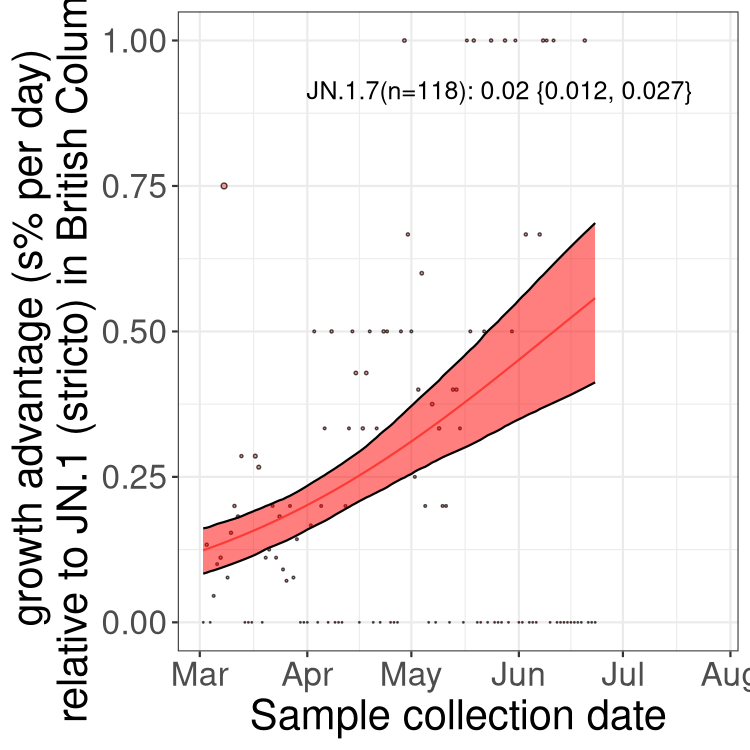 growth advantage (s% per day)
relative to JN.1 (stricto) in British Colum
1.00
0.75
0.50
0.25
0.00
JN.1.7(n=118): 0.02 {0.012, 0.027}
Mar Apr May Jun Jul Aug
Sample collection date